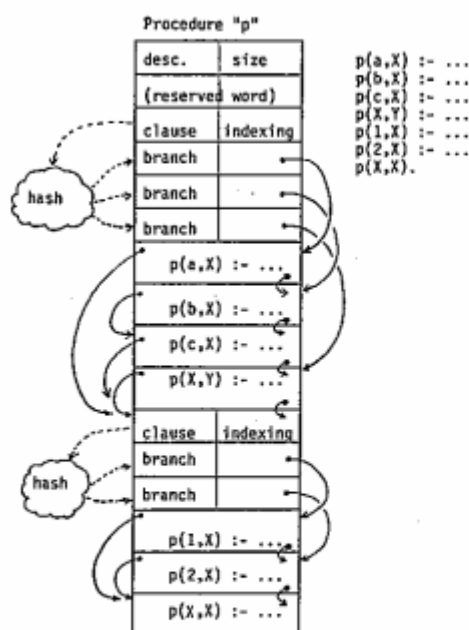 Procedure "p"
desc. size
(reserved word)
clause indexing
branch
branch
branch
hash
p(a,X) :- ...
p(b,X) :- ...
p(c,X) :- ...
p(X,Y) :- ...
clause indexing
branch
branch
hash
p(1,X) :- ...
p(2,X) :- ...
p(X,X) :- ...
p(a,X) :- ...
p(b,X) :- ...
p(c,X) :- ...
p(X,Y) :- ...
p(1,X) :- ...
p(2,X) :- ...
p(X,X).